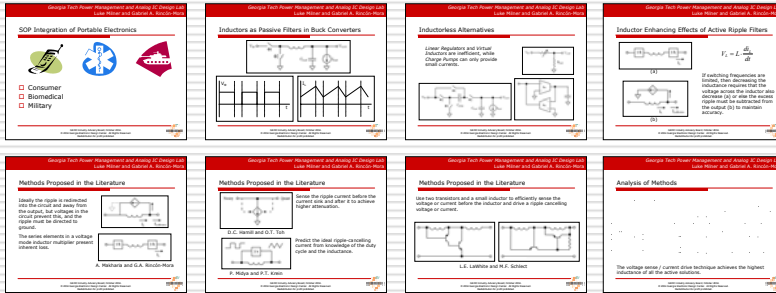 Georgia Tech Power Management and Analog IC Design Lab
Luke Milner and Gabriel A. Rincón-Mora
SOP Integration of Portable Electronics
Consumer
Biomedical
Military
Georgia Tech Power Management and Analog IC Design Lab
Luke Milner and Gabriel A. Rincón-Mora
Inductors as Passive Filters in Buck Converters
t
t
Georgia Tech Power Management and Analog IC Design Lab
Luke Milner and Gabriel A. Rincón-Mora
Inductorless Alternatives
Linear Regulators and Virtual
Inductors are inefficient, while
Charge Pumps can only provide
small currents.
Georgia Tech Power Management and Analog IC Design Lab
Luke Milner and Gabriel A. Rincón-Mora
Inductor Enhancing Effects of Active Ripple Filters
(a)
(b)
If switching frequencies are
limited, then decreasing the
inductance requires that the
voltage across the inductor also
decrease (a) or else the excess
ripple must be subtracted from
the output (b) to maintain
accuracy.
Georgia Tech Power Management and Analog IC Design Lab
Luke Milner and Gabriel A. Rincón-Mora
Methods Proposed in the Literature
Ideally the ripple is redirected
into the circuit and away from
the output, but voltages in the
circuit prevent this, and the
ripple must be directed to
ground.
The series elements in a voltage
mode inductor multiplier present
inherent loss.
A. Makharia and G.A. Rincón-Mora
Georgia Tech Power Management and Analog IC Design Lab
Luke Milner and Gabriel A. Rincón-Mora
Methods Proposed in the Literature
Sense the ripple current before the
current sink and after it to achieve
higher attenuation.
D.C. Hamill and O.T. Toh
Predict the ideal ripple-cancelling
current from knowledge of the duty
cycle and the inductance.
P. Midya and P.T. Krein
Georgia Tech Power Management and Analog IC Design Lab
Luke Milner and Gabriel A. Rincón-Mora
Methods Proposed in the Literature
Use two transistors and a small inductor to efficiently sense the
voltage or current before the inductor and drive a ripple cancelling
voltage or current.
L.E. LaWhite and M.F. Schlect
Georgia Tech Power Management and Analog IC Design Lab
Luke Milner and Gabriel A. Rincón-Mora
Analysis of Methods
The voltage sense / current drive technique achieves the highest
inductance of all the active solutions.